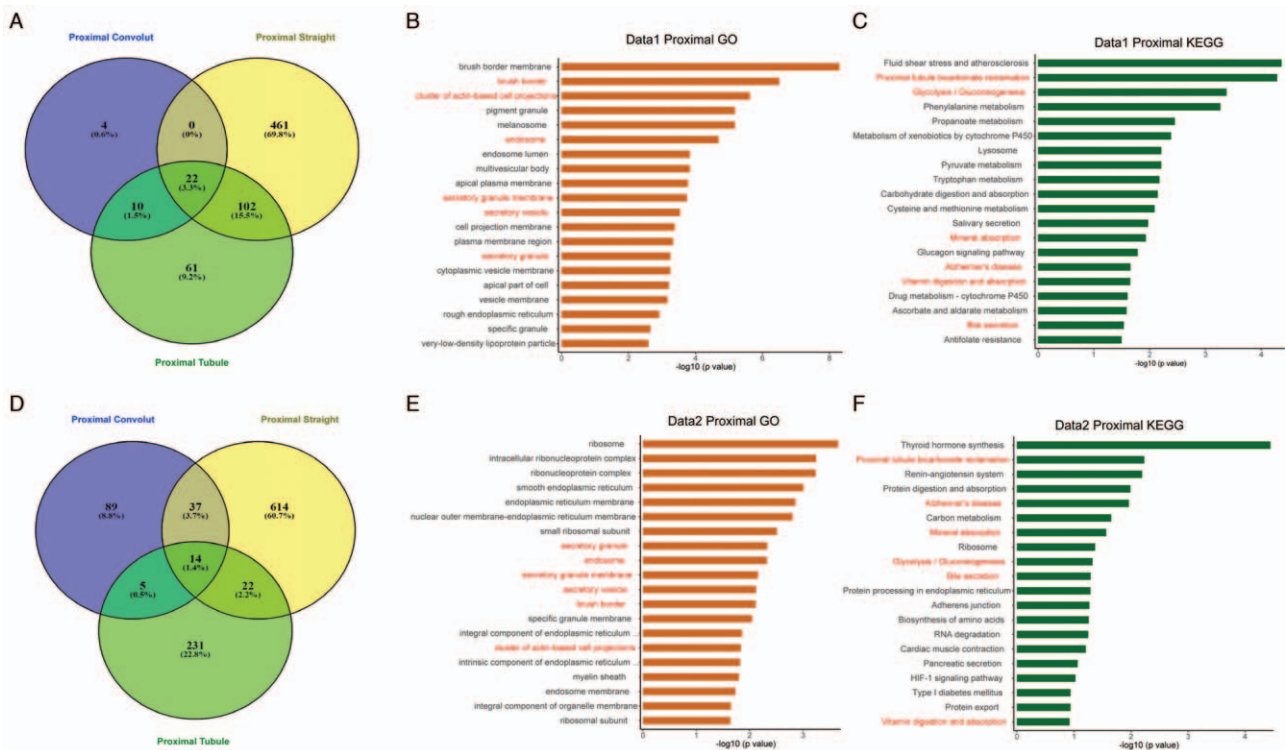 A
Proximal Convolut
Proximal Straight
4
(0.6%)
0
(0%)
461
(69.8%)
22
(3.3%)
10
(1.5%)
102
(15.5%)
61
(9.2%)
Proximal Tubule
B
Data1 Proximal GO
brush border membrane
brush border
cluster of actin-based cell projections
pigment granule
melanosome
endosome
endosome lumen
multivesicular body
apical plasma membrane
secretory granule membrane
secretory vesicle
cell projection membrane
plasma membrane region
secretory granule
cytoplasmic vesicle membrane
apical part of cell
vesicle membrane
rough endoplasmic reticulum
specific granule
very-low-density lipoprotein particle
0 2 4 6 8
-log10 (p value)
C
Data1 Proximal KEGG
Fluid shear stress and atherosclerosis
Proximal tubule bicarbonate reclamation
Glycolysis / Gluconeogenesis
Phenylalanine metabolism
Propanoate metabolism
Metabolism of xenobiotics by cytochrome P450
Lysosome
Pyruvate metabolism
Tryptophan metabolism
Carbohydrate digestion and absorption
Cysteine and methionine metabolism
Salivary secretion
Mineral absorption
Glucagon signaling pathway
Alzheimer's disease
Vitamin digestion and absorption
Drug metabolism - cytochrome P450
Ascorbate and aldarate metabolism
Bile secretion
Antifolate resistance
0 1 2 3 4
-log10 (p value)
D
Proximal Convolut
Proximal Straight
89
(8.8%)
37
(3.7%)
614
(60.7%)
14
(1.4%)
5
(0.5%)
22
(2.2%)
231
(22.8%)
Proximal Tubule
E
Data2 Proximal GO
ribosome
intracellular ribonucleoprotein complex
ribonucleoprotein complex
smooth endoplasmic reticulum
endoplasmic reticulum membrane
nuclear outer membrane-endoplasmic reticulum membrane
small ribosomal subunit
secretory granule
endosome
secretory granule membrane
secretory vesicle
brush border
specific granule membrane
integral component of endoplasmic reticulum ...
cluster of actin-based cell projections
intrinsic component of endoplasmic reticulum ...
myelin sheath
endosome membrane
integral component of organelle membrane
ribosomal subunit
0 1 2 3
-log10 (p value)
F
Data2 Proximal KEGG
Thyroid hormone synthesis
Proximal tubule bicarbonate reclamation
Renin-angiotensin system
Protein digestion and absorption
Alzheimer's disease
Carbon metabolism
Mineral absorption
Ribosome
Glycolysis / Gluconeogenesis
Bile secretion
Protein processing in endoplasmic reticulum
Adherens junction
Biosynthesis of amino acids
RNA degradation
Cardiac muscle contraction
Pancreatic secretion
HIF-1 signaling pathway
Type I diabetes mellitus
Protein export
Vitamin digestion and absorption
0 1 2 3 4
-log10 (p value)